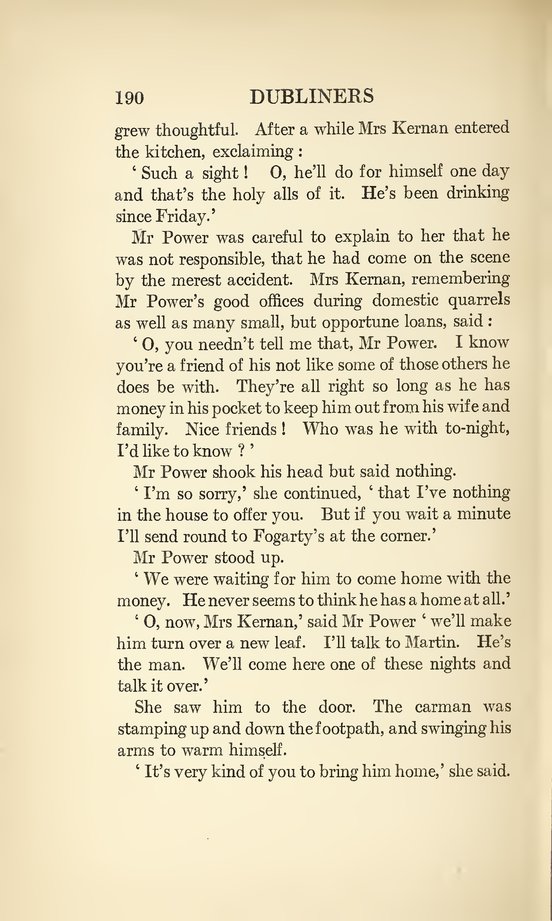 190 DUBLINERS
grew thoughtful. After a while Mrs Kernan entered
the kitchen, exclaiming :
‘ Such a sight ! O, he’ll do for himself one day
and that’s the holy alls of it. He’s been drinking
since Friday.’
Mr Power was careful to explain to her that he
was not responsible, that he had come on the scene
by the merest accident. Mrs Kernan, remembering
Mr Power’s good offices during domestic quarrels
as well as many small, but opportune loans, said :
‘ O, you needn’t tell me that, Mr Power. I know
you’re a friend of his not like some of those others he
does be with. They’re all right so long as he has
money in his pocket to keep him out from his wife and
family. Nice friends ! Who was he with to-night,
I’d like to know ? ’
Mr Power shook his head but said nothing.
‘ I’m so sorry,’ she continued, ‘ that I’ve nothing
in the house to offer you. But if you wait a minute
I’ll send round to Fogarty’s at the corner.’
Mr Power stood up.
‘ We were waiting for him to come home with the
money. He never seems to think he has a home at all.’
‘ O, now, Mrs Kernan,’ said Mr Power ‘ we’ll make
him turn over a new leaf. I’ll talk to Martin. He’s
the man. We’ll come here one of these nights and
talk it over.’
She saw him to the door. The carman was
stamping up and down the footpath, and swinging his
arms to warm himself.
‘ It’s very kind of you to bring him home,’ she said.